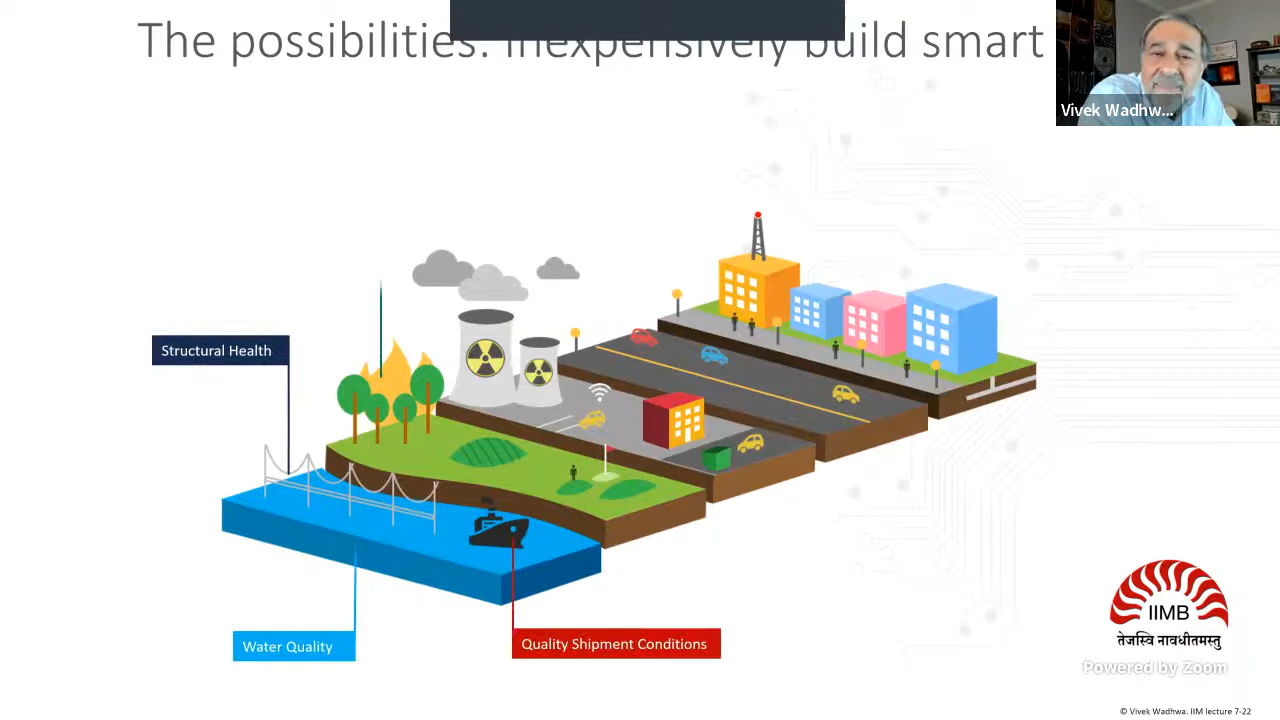 The possibilities: Inexpensively build smart
Vivek Wadhw...
Structural Health
Water Quality
Quality Shipment Conditions
IIMB
तेजस्वि नावधीतमस्तु
Powered by Zoom
© Vivek Wadhwa. IIM lecture 7-22